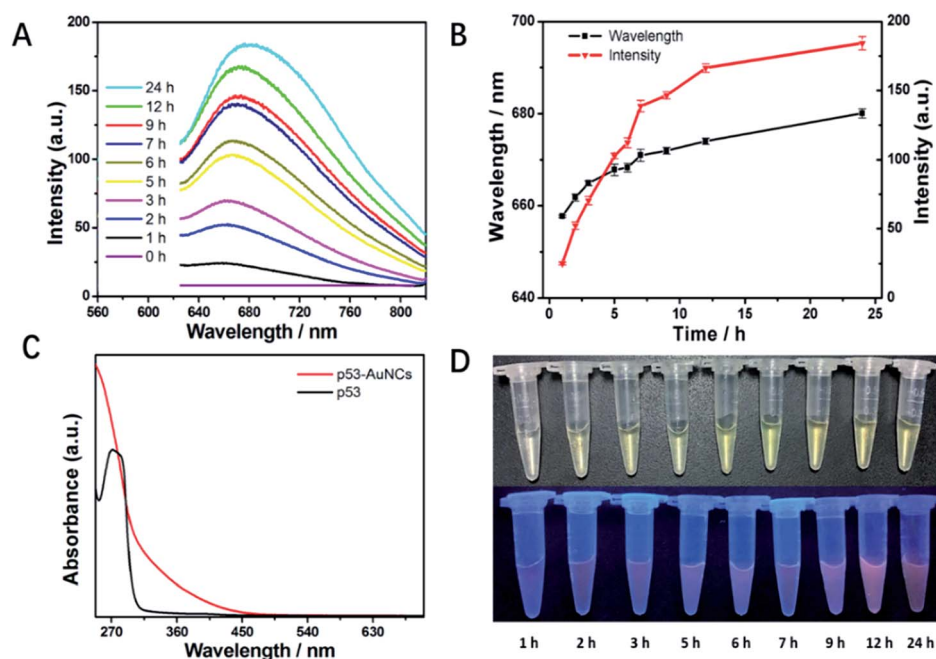 A
200
150
100
50
0
Intensity (a.u.)
24 h
12 h
9 h
7 h
6 h
5 h
3 h
2 h
1 h
0 h
560 600 640 680 720 760 800
Wavelength / nm
B
700
680
660
640
Wavelength / nm
Wavelength
Intensity
200
150
100
50
0
Intensity (a.u.)
0 5 10 15 20 25
Time / h
C
Absorbance (a.u.)
p53-AuNCs
p53
270 360 450 540 630
Wavelength / nm
D
1 h 2 h 3 h 5 h 6 h 7 h 9 h 12 h 24 h